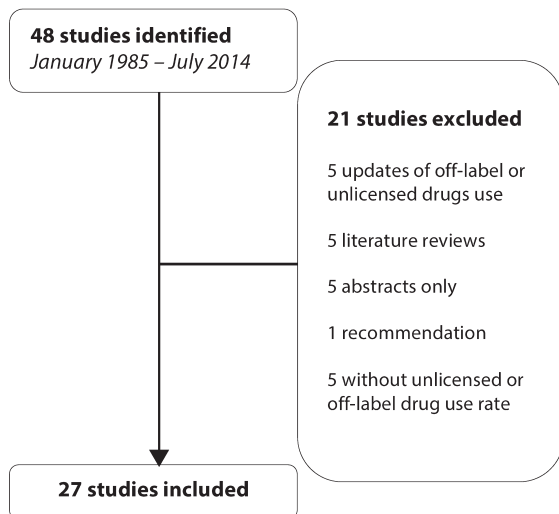 48 studies identified
January 1985 – July 2014
21 studies excluded
5 updates of off-label or
unlicensed drugs use
5 literature reviews
5 abstracts only
1 recommendation
5 without unlicensed or
off-label drug use rate
27 studies included